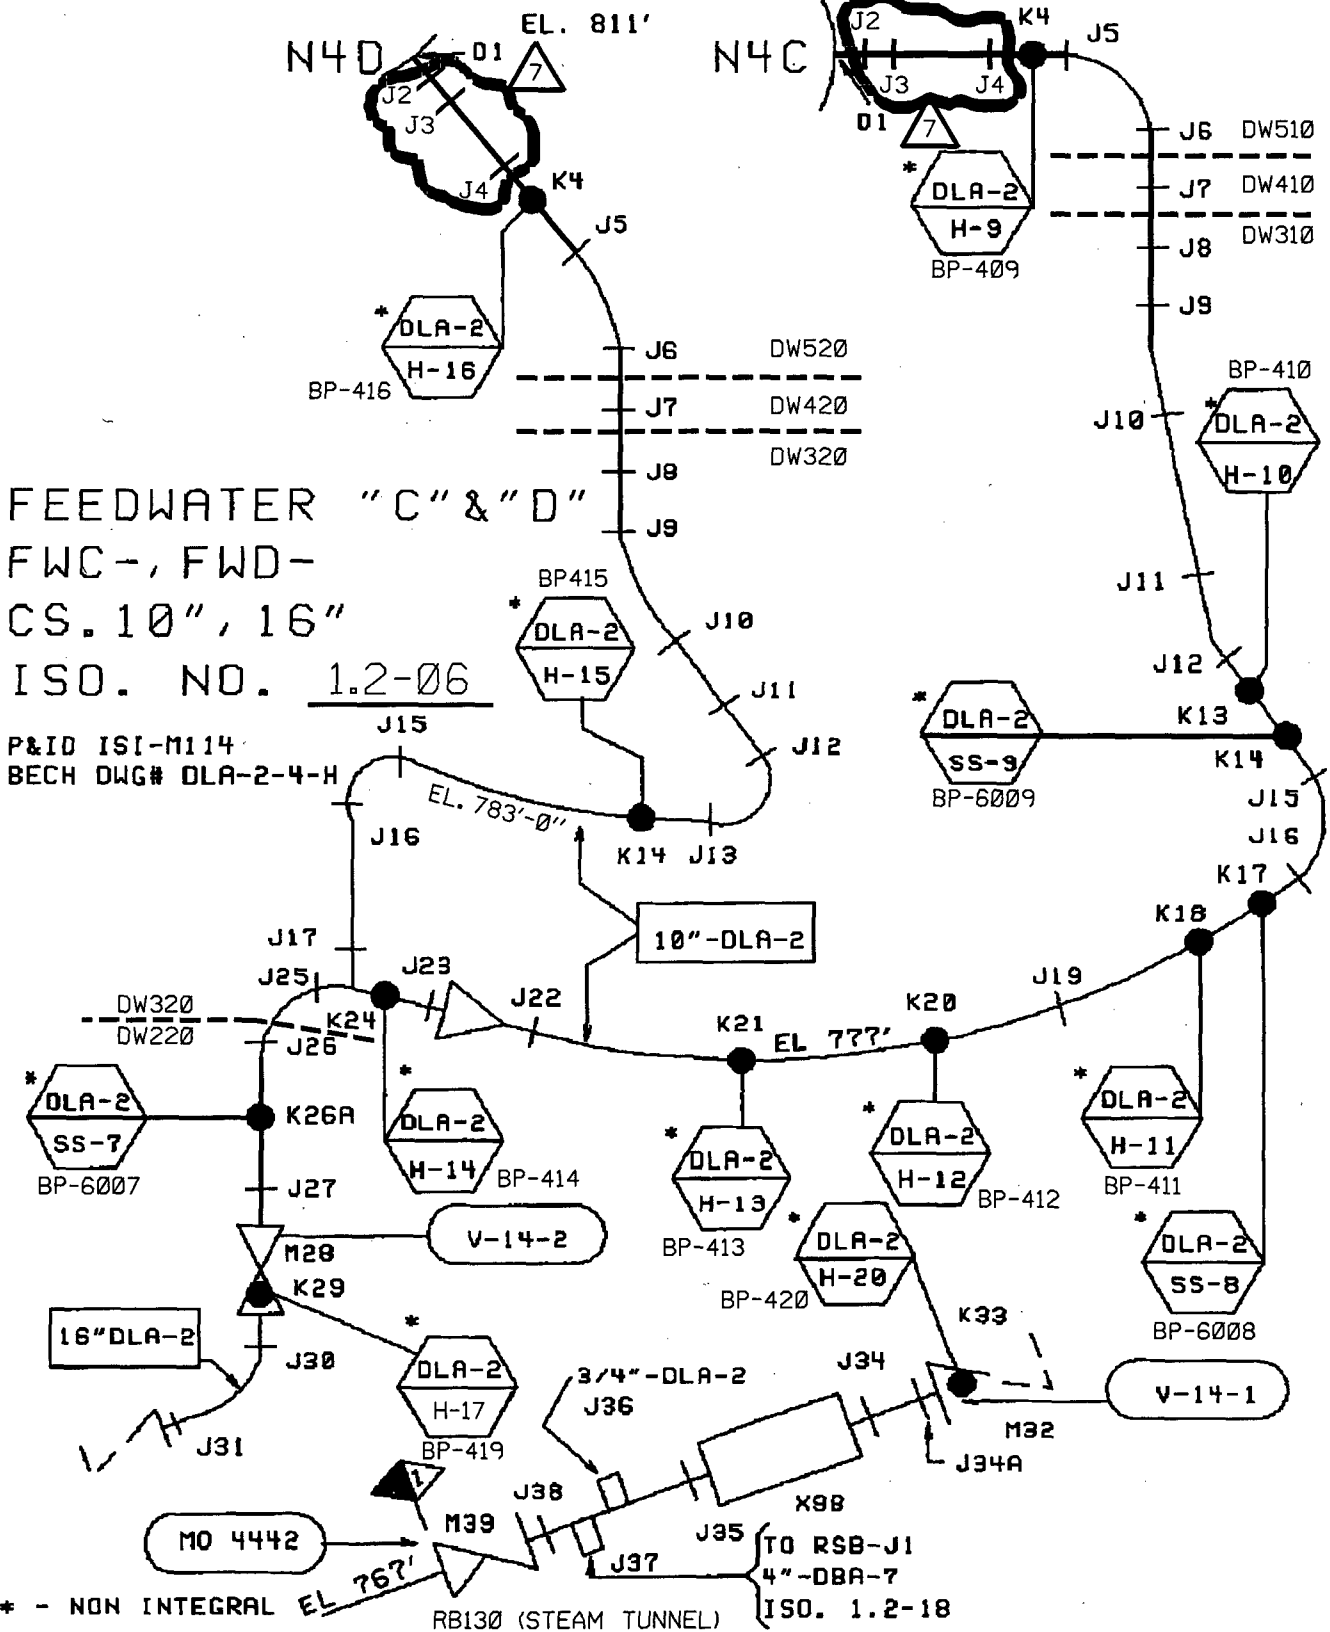 EL. 811'
N4D
D1
7
J2
J3
J4
K4
J5
N4C
J2
K4
J5
J3
J4
D1
7
J6 DW510
J7 DW410
J8 DW310
J9
*
DLA-2
H-9
BP-409
*
DLA-2
H-16
BP-416
J6 DW520
J7 DW420
J8 DW320
J9
BP-410
*
DLA-2
H-10
J10
J11
J12
K13
K14
J15
J16
K17
K18
FEEDWATER "C"&"D"
FWC-, FWD-
CS. 10", 16"
ISO. NO. 1.2-06
P&ID ISI-M114
BECH DWG# DLA-2-4-H
BP415
*
DLA-2
H-15
J10
J11
J12
*
DLA-2
SS-9
BP-6009
J15
EL. 783'-0"
J16
K14 J13
10"-DLA-2
J17
J25
J23
J22
K24
K21
EL 777'
K20
J19
DW320
DW220
J26
*
DLA-2
SS-7
BP-6007
K26A
J27
*
DLA-2
H-14
BP-414
*
DLA-2
H-13
BP-413
*
DLA-2
H-12
BP-412
*
DLA-2
H-11
BP-411
*
DLA-2
SS-8
BP-6008
V-14-2
M28
K29
*
DLA-2
H-20
BP-420
K33
16"DLA-2
J30
J31
*
DLA-2
H-17
BP-419
3/4"-DLA-2
J36
J34
V-14-1
M32
J34A
X9B
J35
1
J38
M39
MO 4442
J37
TO RSB-J1
4"-DBA-7
ISO. 1.2-18
EL 767'
* - NON INTEGRAL
RB130 (STEAM TUNNEL)